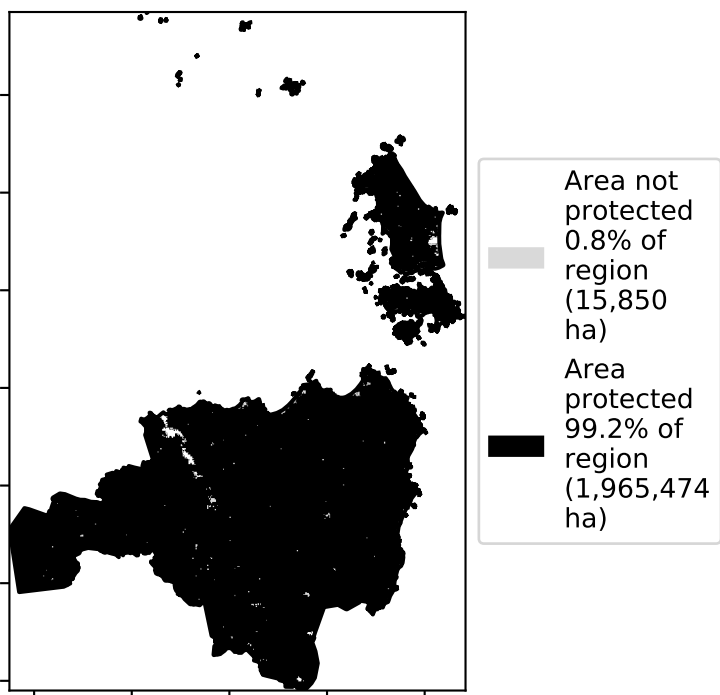 Area not
protected
0.8% of
region
(15,850
ha)
Area
protected
99.2% of
region
(1,965,474
ha)